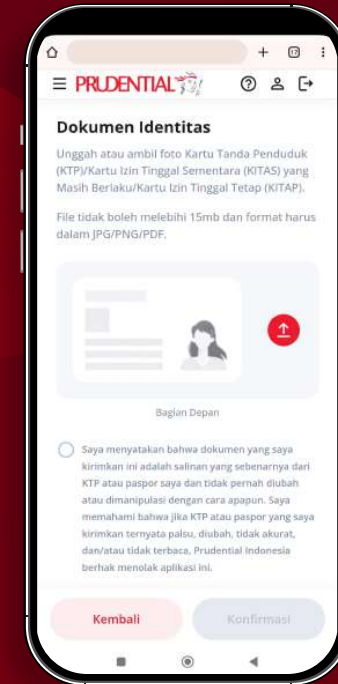 PRUDENTIAL
Dokumen Identitas
Unggah atau ambil foto Kartu Tanda Penduduk
(KTP)/Kartu Izin Tinggal Sementara (KITAS) yang
Masih Berlaku/Kartu Izin Tinggal Tetap (KITAP).
File tidak boleh melebihi 15mb dan format harus
dalam JPG/PNG/PDF.
Bagian Depan
Saya menyatakan bahwa dokumen yang saya
kirimkan ini adalah salinan yang sebenarnya dari
KTP atau paspor saya dan tidak pernah diubah
atau dimanipulasi dengan cara apapun. Saya
memahami bahwa jika KTP atau paspor yang saya
kirimkan ternyata palsu, diubah, tidak akurat,
dan/atau tidak terbaca, Prudential Indonesia
berhak menolak aplikasi ini.
Kembali
Konfirmasi